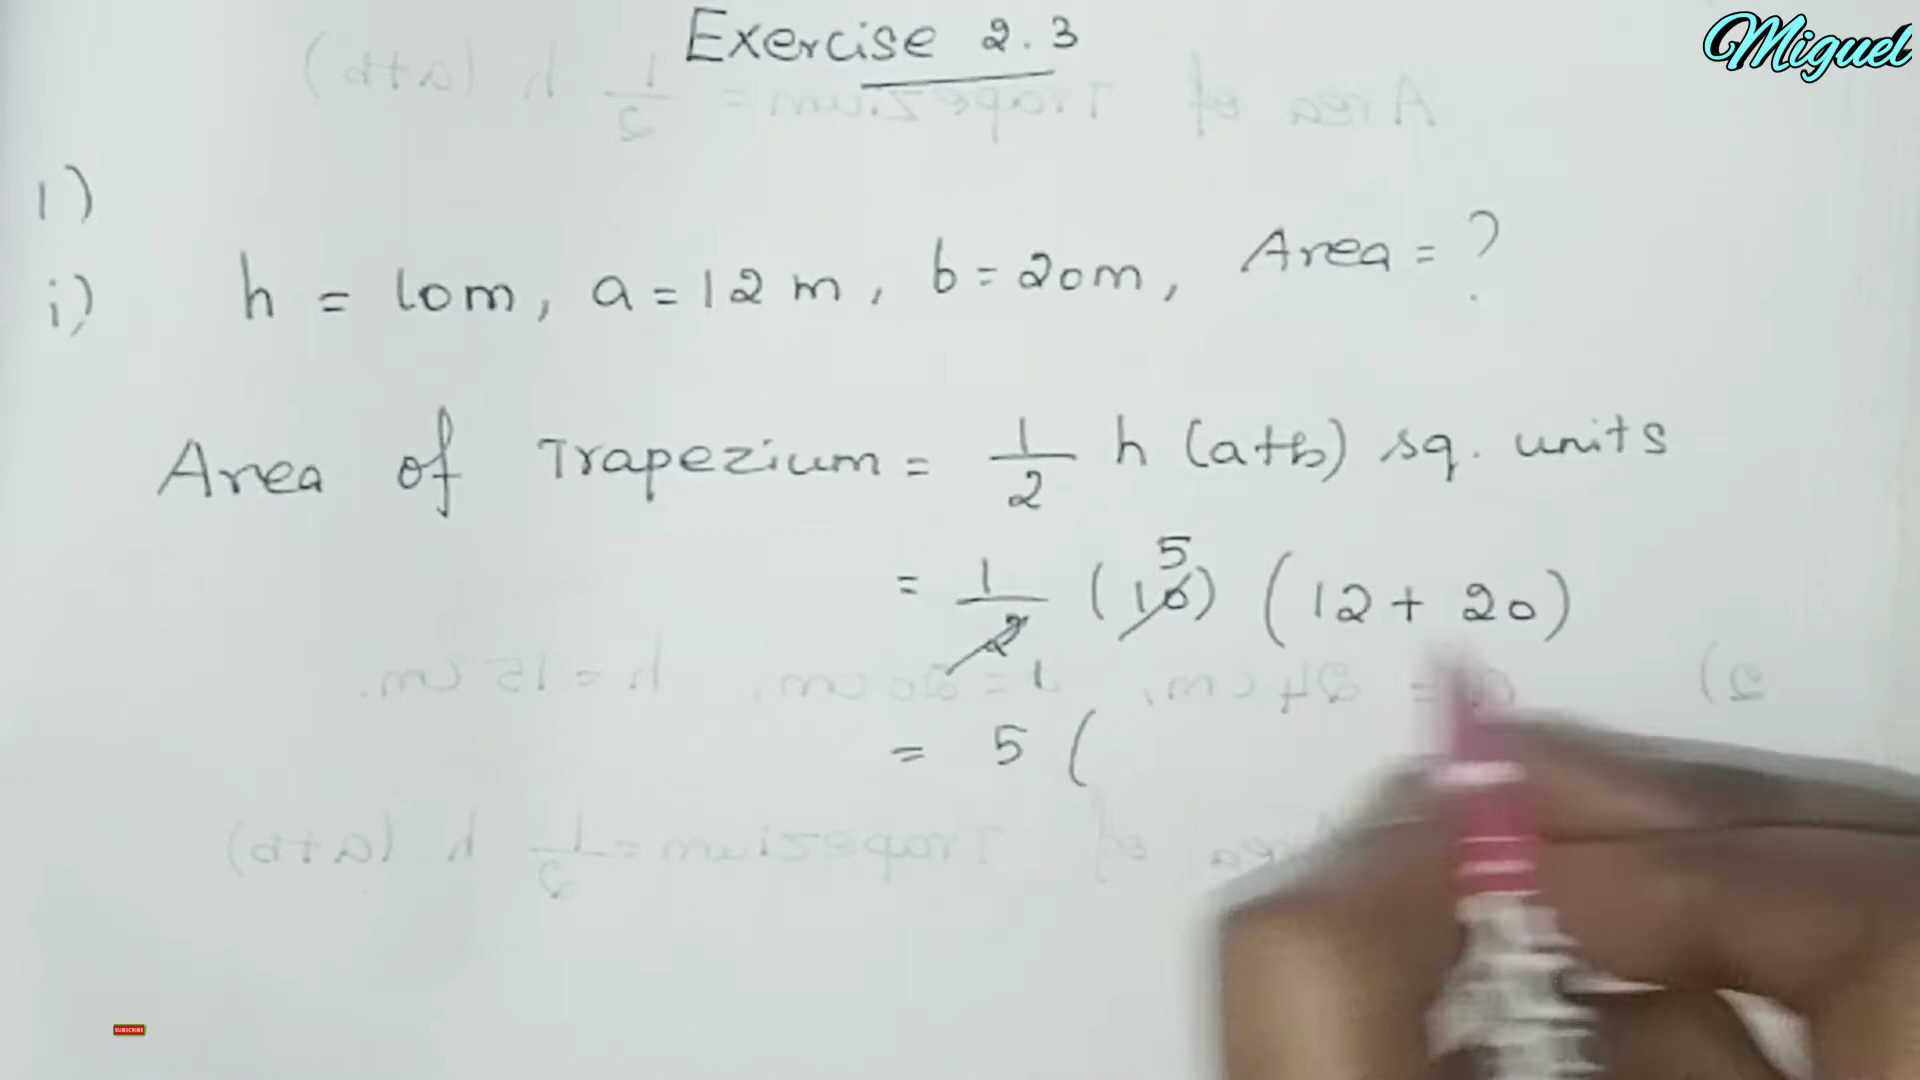 Exercise 2.3
Miguel
1)
i) h = 10m, a = 12 m, b = 20m, Area = ?
Area of Trapezium = 1/2 h (a+b) sq. units
= 1/2 (10) (12 + 20)
5
1
= 5 (
SUBSCRIBE